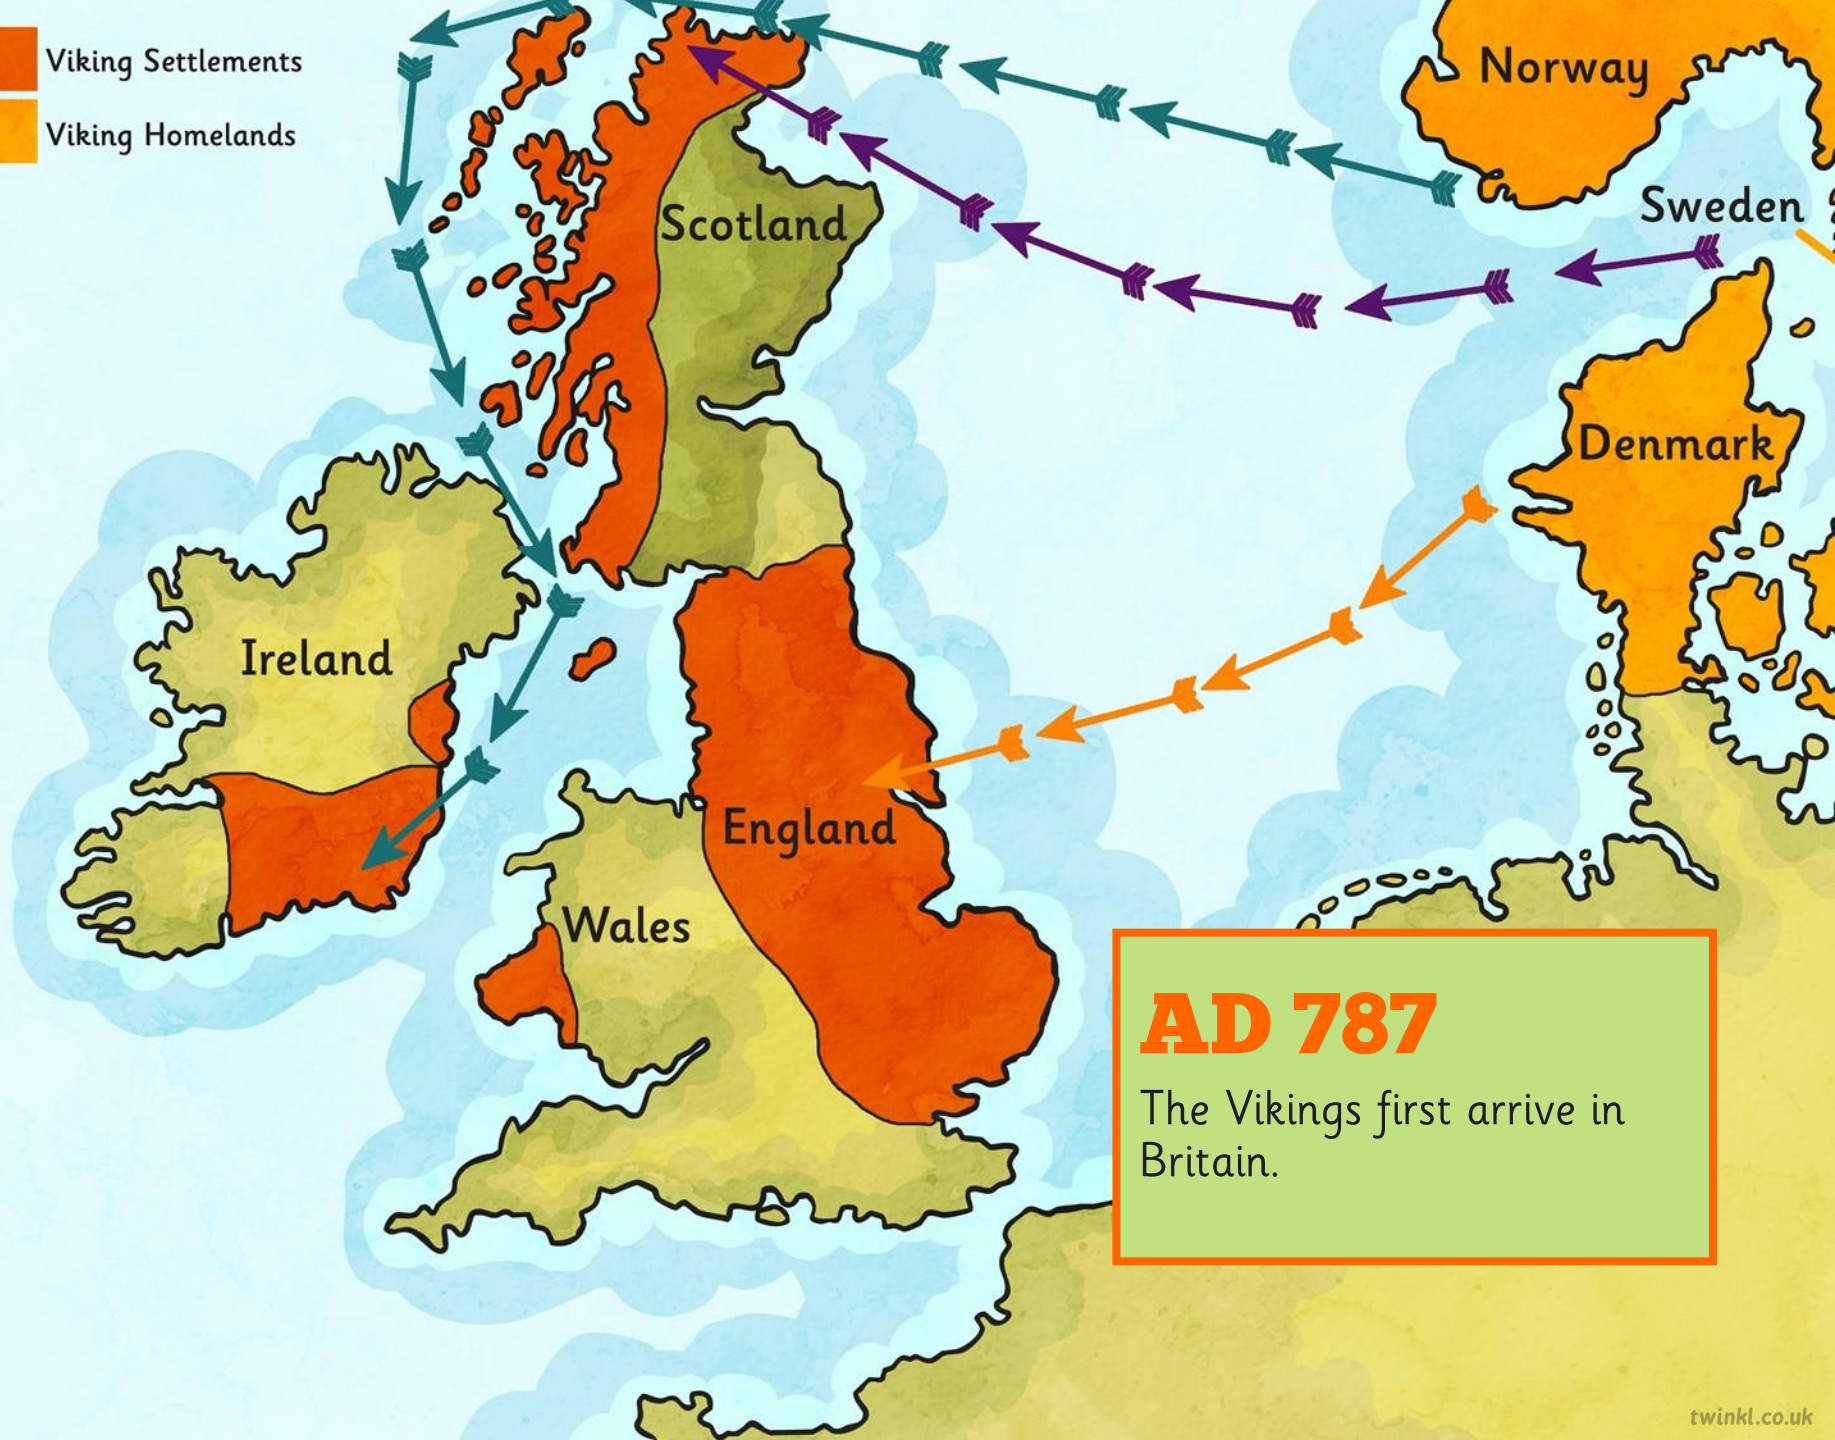 Viking Settlements
Viking Homelands
Norway
Sweden
Scotland
Denmark
Ireland
England
Wales
AD 787
The Vikings first arrive in
Britain.
twinkl.co.uk